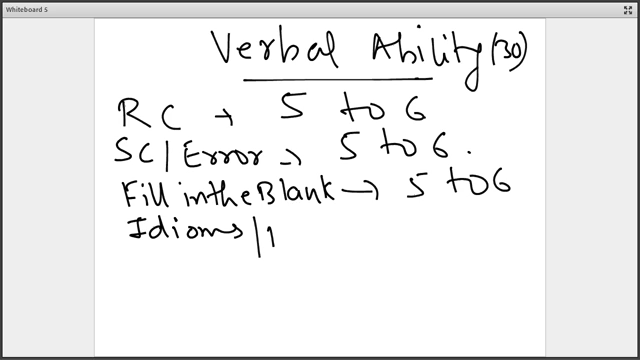 Whiteboard 5
Verbal Ability (30)
RC → 5 to 6
SC/Error → 5 to 6.
Fill in the Blank → 5 to 6
Idioms/